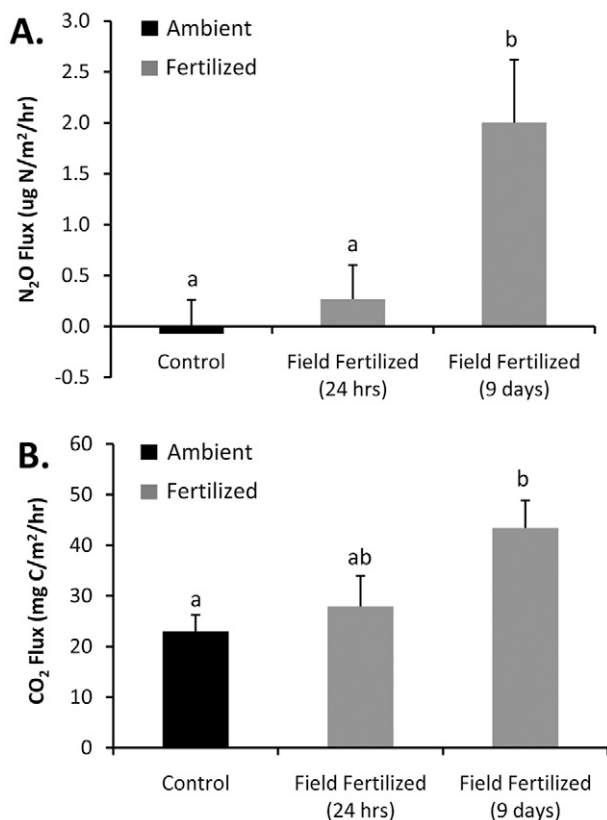 A.
Ambient
Fertilized
N₂O Flux (ug N/m²/hr)
3.0
2.5
2.0
1.5
1.0
0.5
0.0
-0.5
a
a
b
Control
Field Fertilized
(24 hrs)
Field Fertilized
(9 days)
B.
Ambient
Fertilized
CO₂ Flux (mg C/m²/hr)
60
50
40
30
20
10
0
a
ab
b
Control
Field Fertilized
(24 hrs)
Field Fertilized
(9 days)